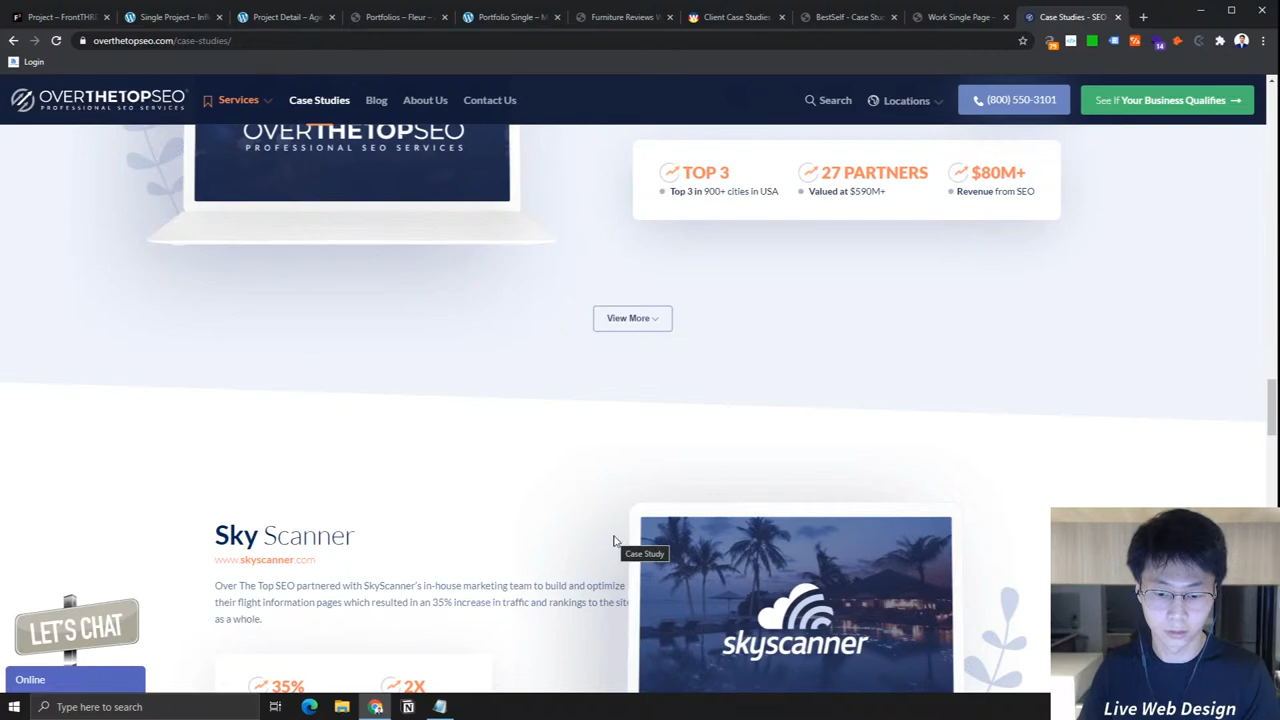 Project – FrontTHR
Single Project – Infl
Project Detail – Age
Portfolios – Fleur –
Portfolio Single – M
Furniture Reviews W
Client Case Studies
BestSelf - Case Stud
Work Single Page –
Case Studies - SEO
overthetopseo.com/case-studies/
29
14
Login
OVERTHETOPSEO
PROFESSIONAL SEO SERVICES
Services
Case Studies
Blog
About Us
Contact Us
Search
Locations
(800) 550-3101
See If Your Business Qualifies →
OVERTHETOPSEO
PROFESSIONAL SEO SERVICES
TOP 3
Top 3 in 900+ cities in USA
27 PARTNERS
Valued at $590M+
$80M+
Revenue from SEO
View More
Sky Scanner
www.skyscanner.com
Over The Top SEO partnered with SkyScanner's in-house marketing team to build and optimize
their flight information pages which resulted in an 35% increase in traffic and rankings to the site
as a whole.
35%
2X
Case Study
skyscanner
LET'S CHAT
Online
Type here to search
Live Web Design